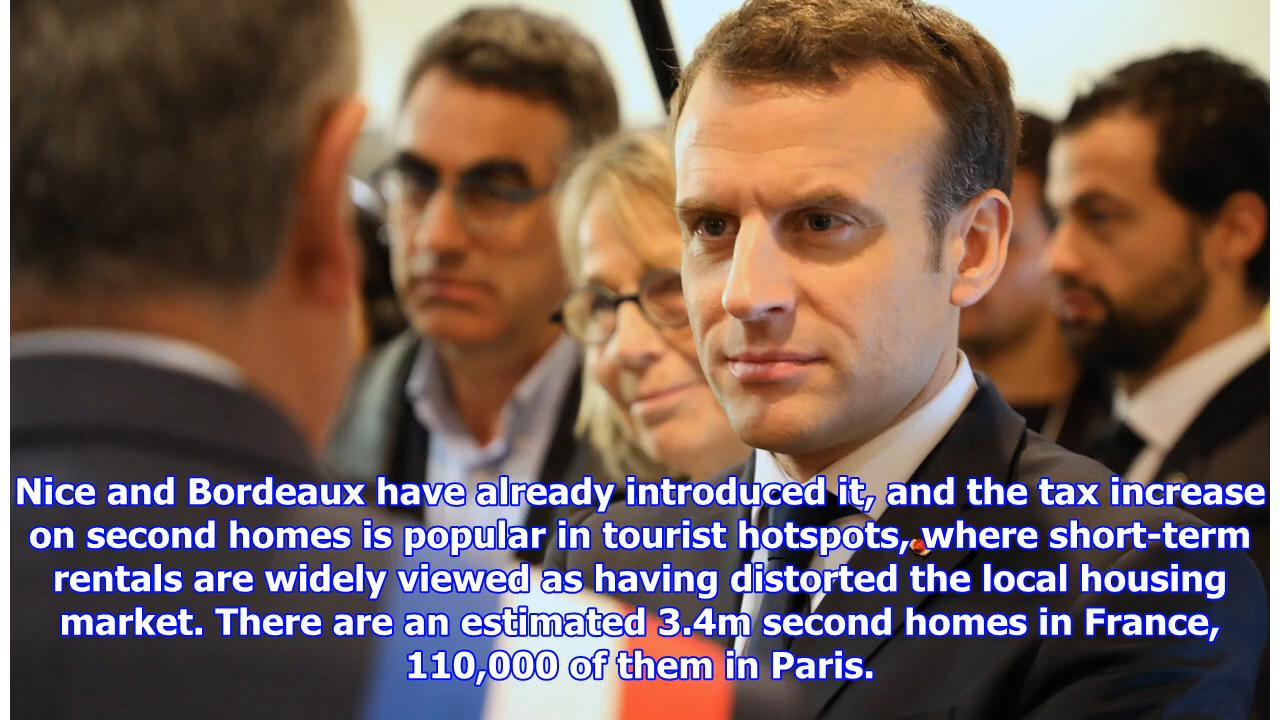 Nice and Bordeaux have already introduced it, and the tax increase
on second homes is popular in tourist hotspots, where short-term
rentals are widely viewed as having distorted the local housing
market. There are an estimated 3.4m second homes in France,
110,000 of them in Paris.